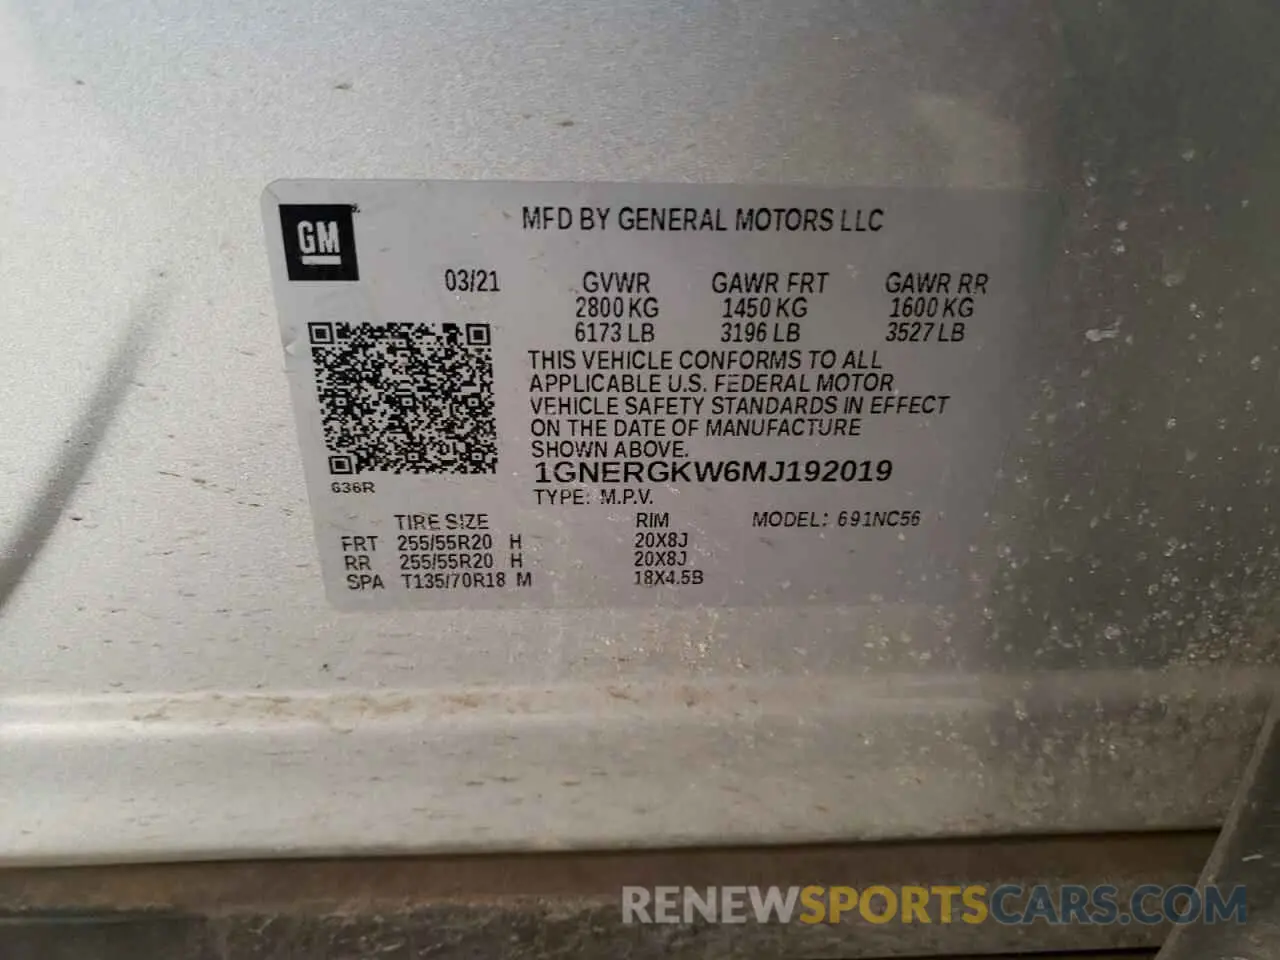 GM
MFD BY GENERAL MOTORS LLC
03/21 GVWR GAWR FRT GAWR RR
2800 KG 1450 KG 1600 KG
6173 LB 3196 LB 3527 LB
THIS VEHICLE CONFORMS TO ALL
APPLICABLE U.S. FEDERAL MOTOR
VEHICLE SAFETY STANDARDS IN EFFECT
ON THE DATE OF MANUFACTURE
SHOWN ABOVE.
1GNERGKW6MJ192019
G36R
TYPE: M.P.V.
TIRE SIZE RIM MODEL: 691NC56
FRT 255/55R20 H 20X8J
RR 255/55R20 H 20X8J
SPA T135/70R18 M 18X4.5B
RENEWSPORTSCARS.COM